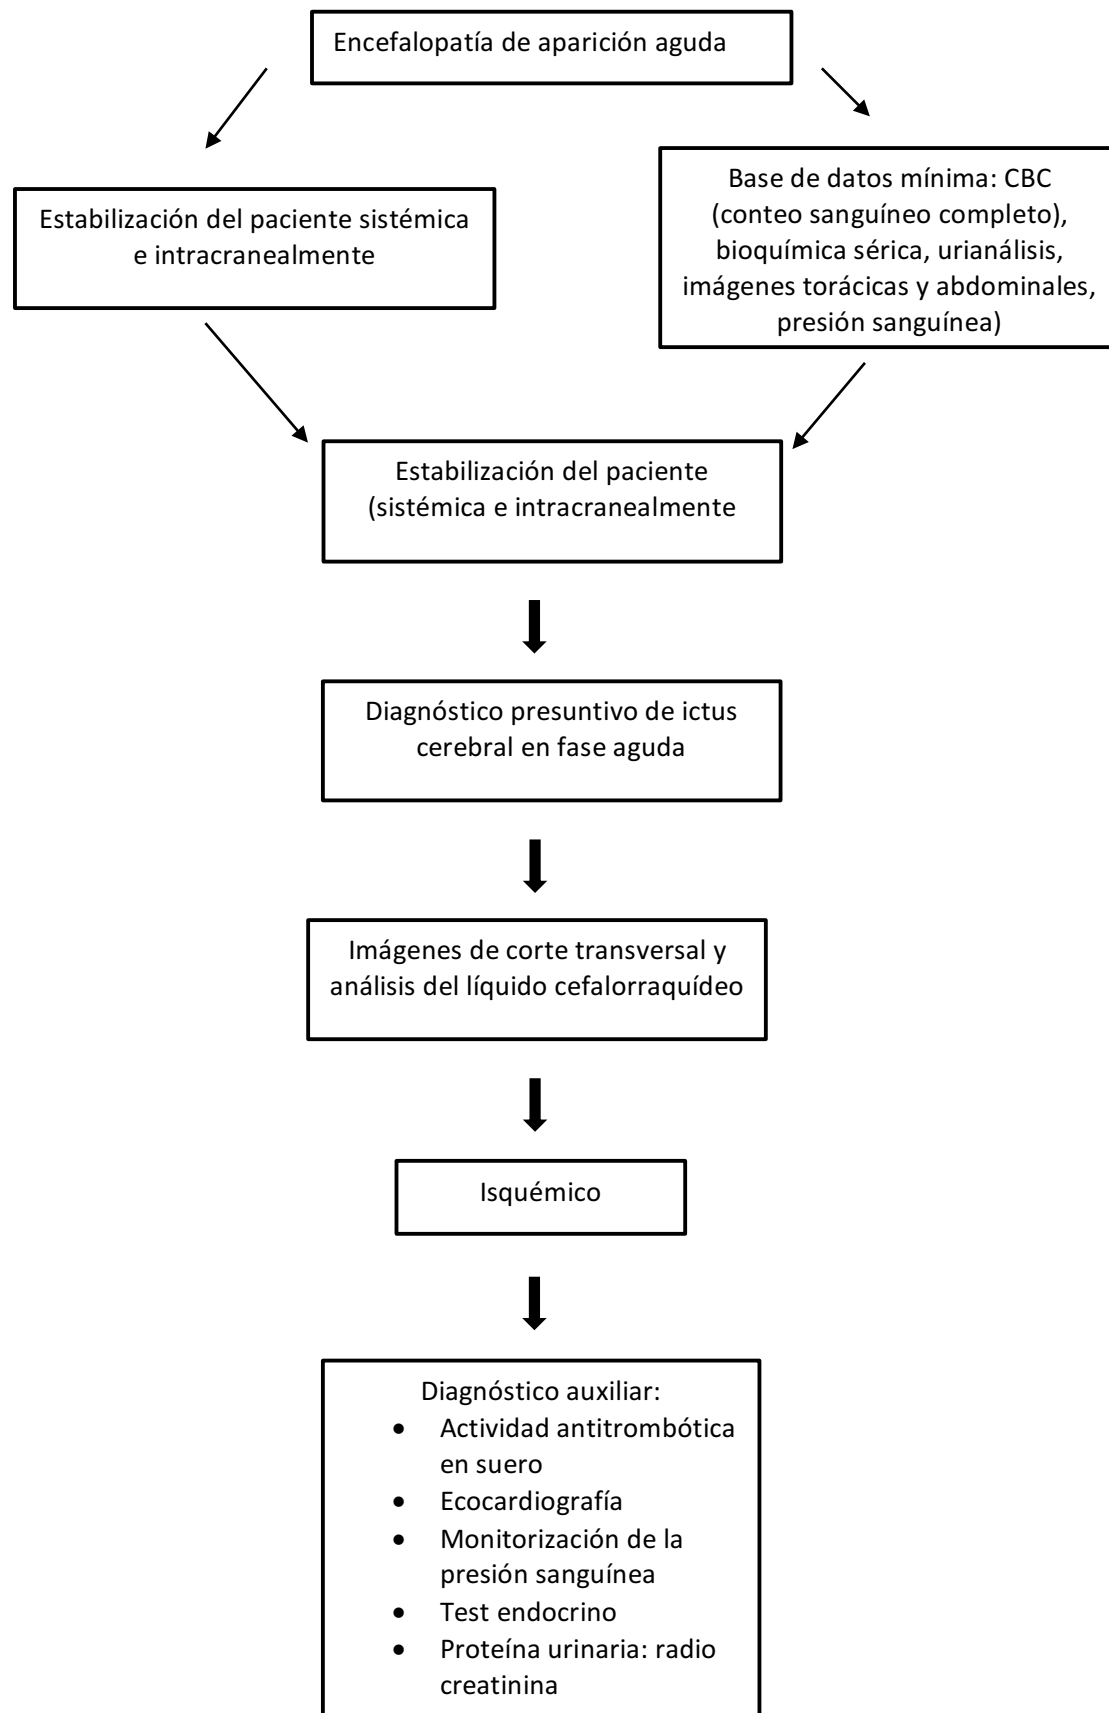 Encefalopatía de aparición aguda
Estabilización del paciente sistémica
e intracranealmente
Base de datos mínima: CBC
(conteo sanguíneo completo),
bioquímica sérica, urianálisis,
imágenes torácicas y abdominales,
presión sanguínea)
Estabilización del paciente
(sistémica e intracranealmente
Diagnóstico presuntivo de ictus
cerebral en fase aguda
Imágenes de corte transversal y
análisis del líquido cefalorraquídeo
Isquémico
Diagnóstico auxiliar:
• Actividad antitrombótica
en suero
• Ecocardiografía
• Monitorización de la
presión sanguínea
• Test endocrino
• Proteína urinaria: radio
creatinina